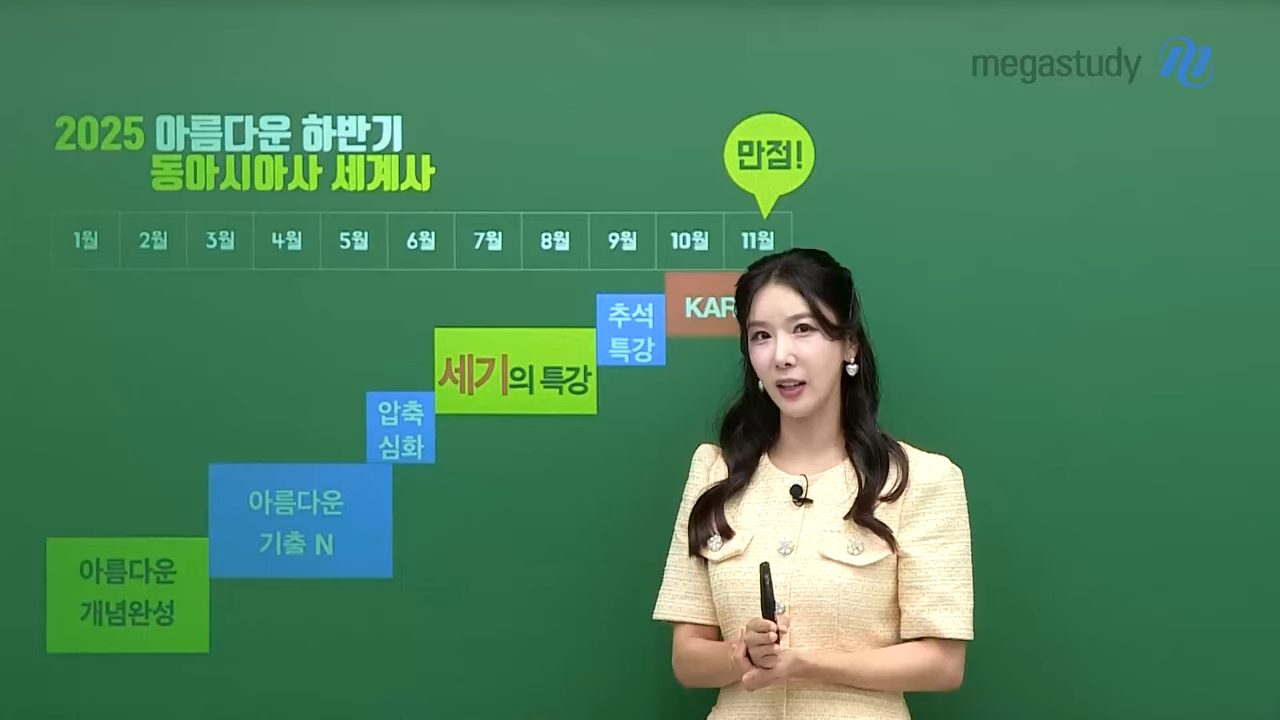 megastudy
2025 아름다운 하반기
동아시아사 세계사
만점!
1월 2월 3월 4월 5월 6월 7월 8월 9월 10월 11월
추석
특강
세기의 특강
압축
심화
아름다운
기출 N
아름다운
개념완성